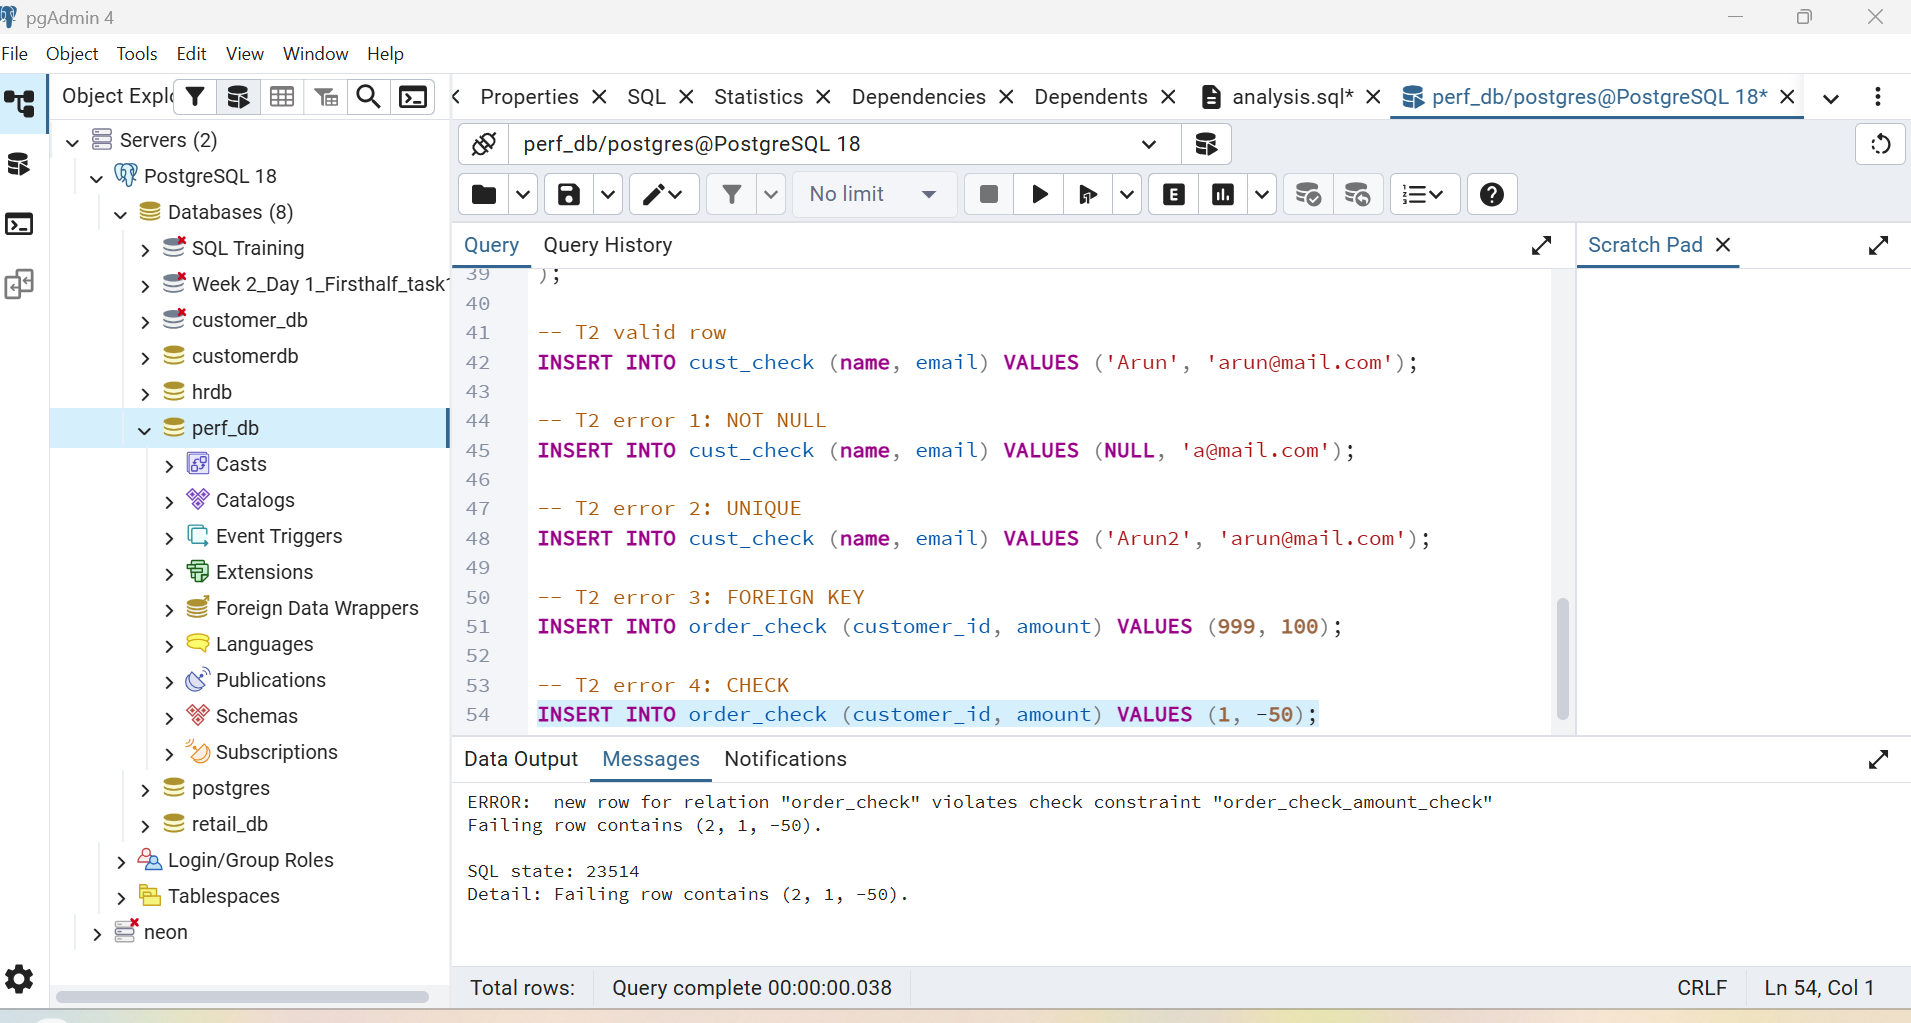 pgAdmin 4
File Object Tools Edit View Window Help
Object Explo
Properties SQL Statistics Dependencies Dependents analysis.sql* perf_db/postgres@PostgreSQL 18*
Servers (2)
PostgreSQL 18
Databases (8)
SQL Training
Week 2_Day 1_Firsthalf_task
customer_db
customerdb
hrdb
perf_db
Casts
Catalogs
Event Triggers
Extensions
Foreign Data Wrappers
Languages
Publications
Schemas
Subscriptions
postgres
retail_db
Login/Group Roles
Tablespaces
neon
perf_db/postgres@PostgreSQL 18
No limit
E
Query Query History
Scratch Pad
39 );
40
41 -- T2 valid row
42 INSERT INTO cust_check (name, email) VALUES ('Arun', 'arun@mail.com');
43
44 -- T2 error 1: NOT NULL
45 INSERT INTO cust_check (name, email) VALUES (NULL, 'a@mail.com');
46
47 -- T2 error 2: UNIQUE
48 INSERT INTO cust_check (name, email) VALUES ('Arun2', 'arun@mail.com');
49
50 -- T2 error 3: FOREIGN KEY
51 INSERT INTO order_check (customer_id, amount) VALUES (999, 100);
52
53 -- T2 error 4: CHECK
54 INSERT INTO order_check (customer_id, amount) VALUES (1, -50);
Data Output Messages Notifications
ERROR:  new row for relation "order_check" violates check constraint "order_check_amount_check"
Failing row contains (2, 1, -50).
SQL state: 23514
Detail: Failing row contains (2, 1, -50).
Total rows: Query complete 00:00:00.038 CRLF Ln 54, Col 1